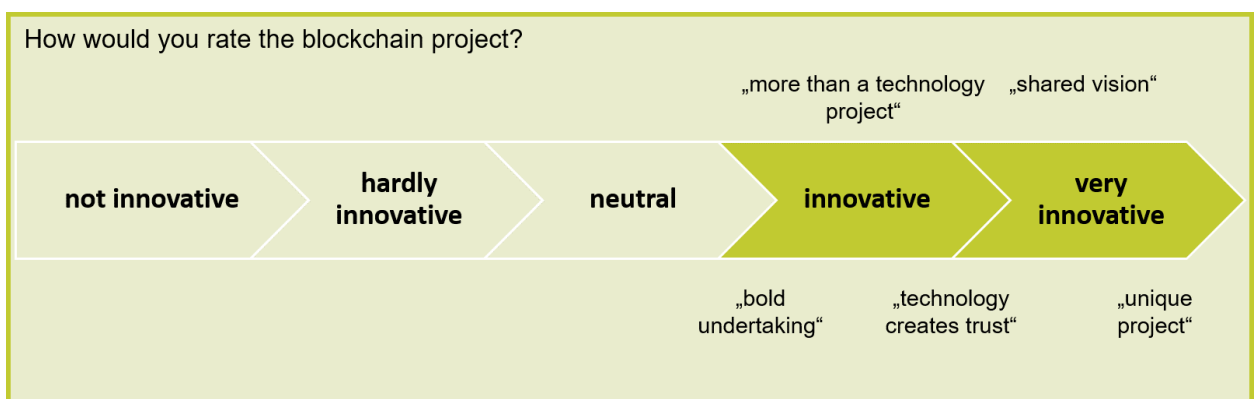 How would you rate the blockchain project?
„more than a technology
project“
„shared vision“
not innovative
hardly
innovative
neutral
innovative
very
innovative
„bold
undertaking“
„technology
creates trust“
„unique
project“